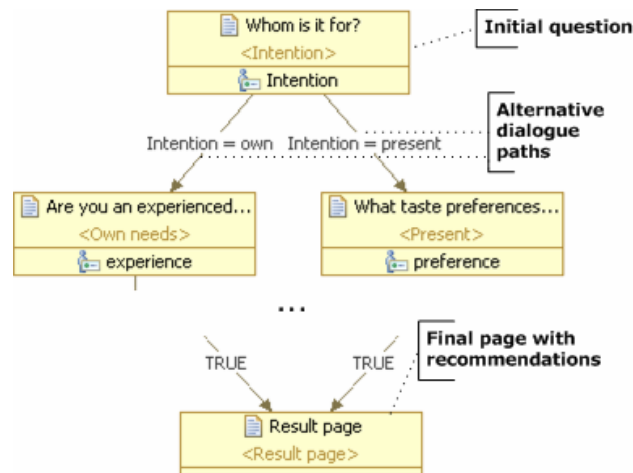 Whom is it for?
<Intention>
Intention
Initial question
Alternative
dialogue
paths
Intention = own
Intention = present
Are you an experienced...
<Own needs>
experience
What taste preferences...
<Present>
preference
...
TRUE
TRUE
Final page with
recommendations
Result page
<Result page>